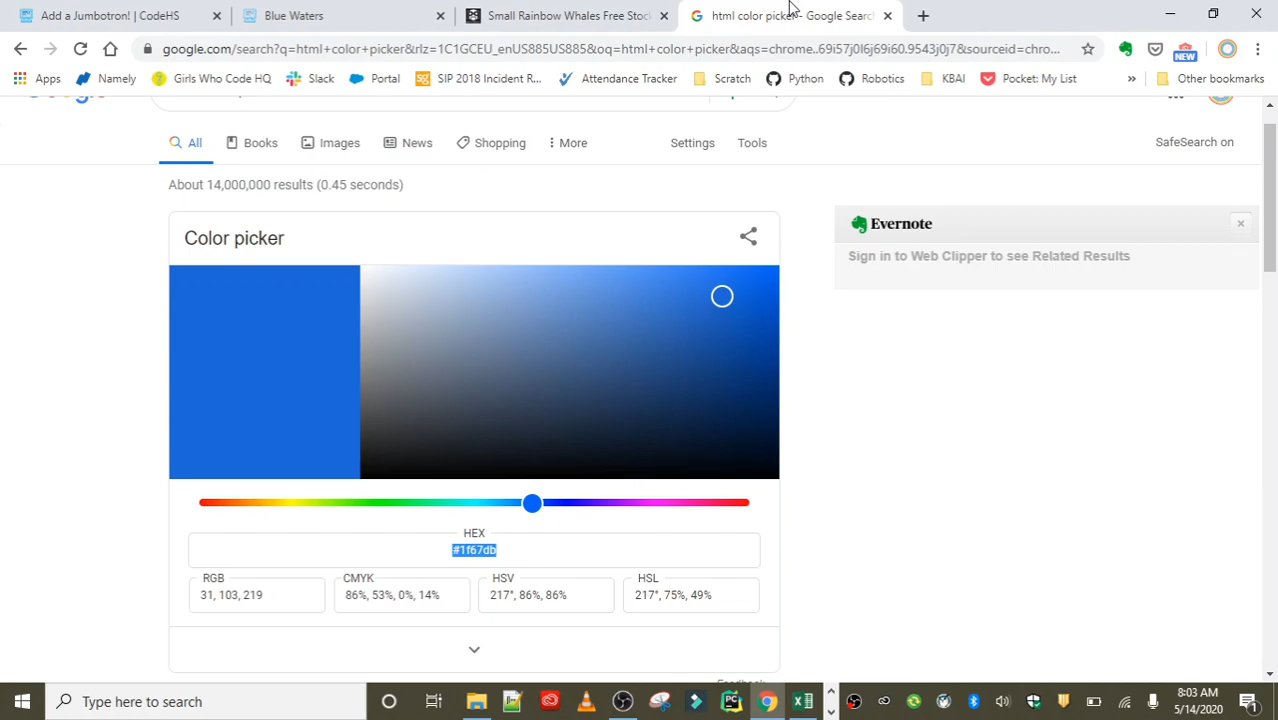 Add a Jumbotron! | CodeHS
Blue Waters
Small Rainbow Whales Free Stock
html color picker - Google Search
google.com/search?q=html+color+picker&rlz=1C1GCEU_enUS885US885&oq=html+color+picker&aqs=chrome..69i57j0l6j69i60.9543j0j7&sourceid=chro...
NEW
Apps
Namely
Girls Who Code HQ
Slack
Portal
SIP 2018 Incident R...
Attendance Tracker
Scratch
Python
Robotics
KBAI
Pocket: My List
»
Other bookmarks
All
Books
Images
News
Shopping
More
Settings
Tools
SafeSearch on
About 14,000,000 results (0.45 seconds)
Color picker
Evernote
Sign in to Web Clipper to see Related Results
HEX
#1f67db
RGB
31, 103, 219
CMYK
86%, 53%, 0%, 14%
HSV
217°, 86%, 86%
HSL
217°, 75%, 49%
Feedback
Type here to search
8:03 AM
5/14/2020